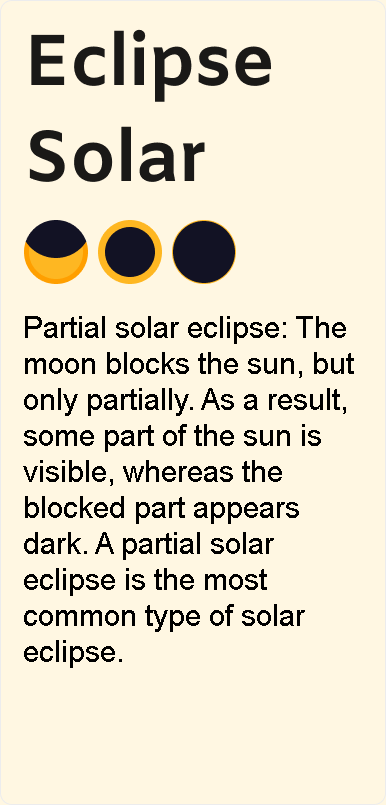 Eclipse
Solar
Partial solar eclipse: The
moon blocks the sun, but
only partially. As a result,
some part of the sun is
visible, whereas the
blocked part appears
dark. A partial solar
eclipse is the most
common type of solar
eclipse.